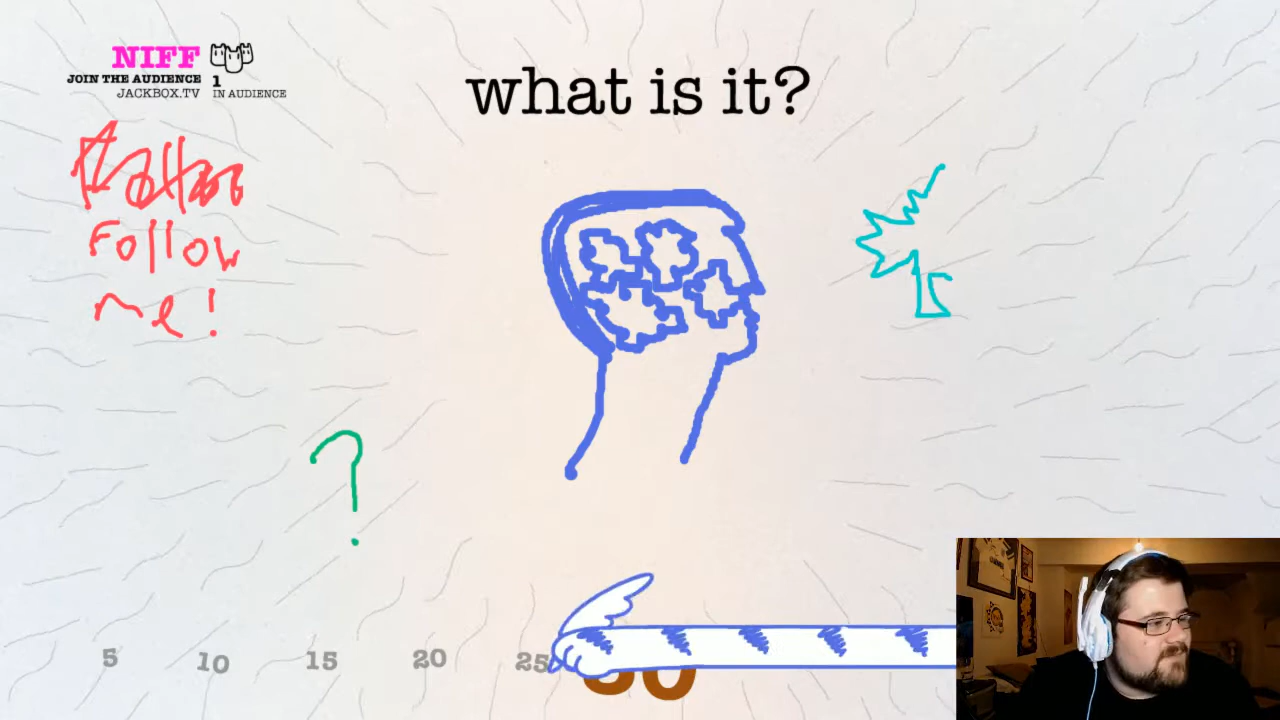 NIFF
JOIN THE AUDIENCE
JACKBOX.TV
1
IN AUDIENCE
what is it?
Follow
me!
?
5 10 15 20 25 30